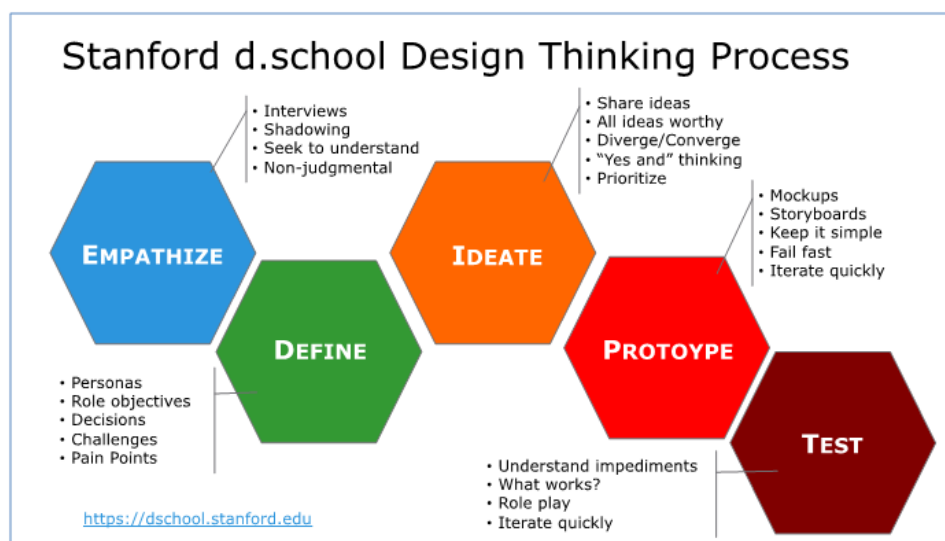 Stanford d.school Design Thinking Process
• Interviews
• Shadowing
• Seek to understand
• Non-judgmental
EMPATHIZE
• Personas
• Role objectives
• Decisions
• Challenges
• Pain Points
DEFINE
• Share ideas
• All ideas worthy
• Diverge/Converge
• “Yes and” thinking
• Prioritize
IDEATE
• Mockups
• Storyboards
• Keep it simple
• Fail fast
• Iterate quickly
PROTOYPE
• Understand impediments
• What works?
• Role play
• Iterate quickly
TEST
https://dschool.stanford.edu